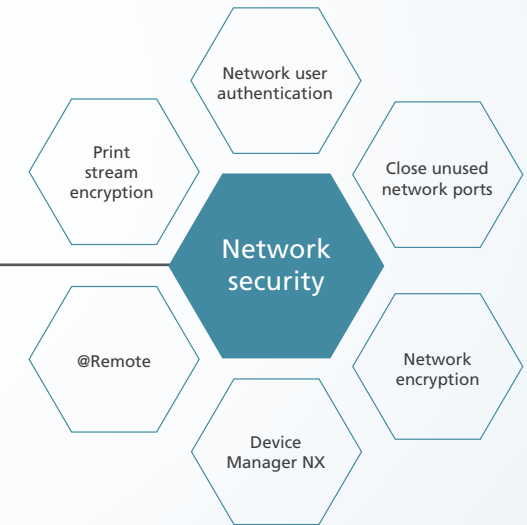 Network user
authentication
Print
stream
encryption
Close unused
network ports
Network
security
@Remote
Network
encryption
Device
Manager NX